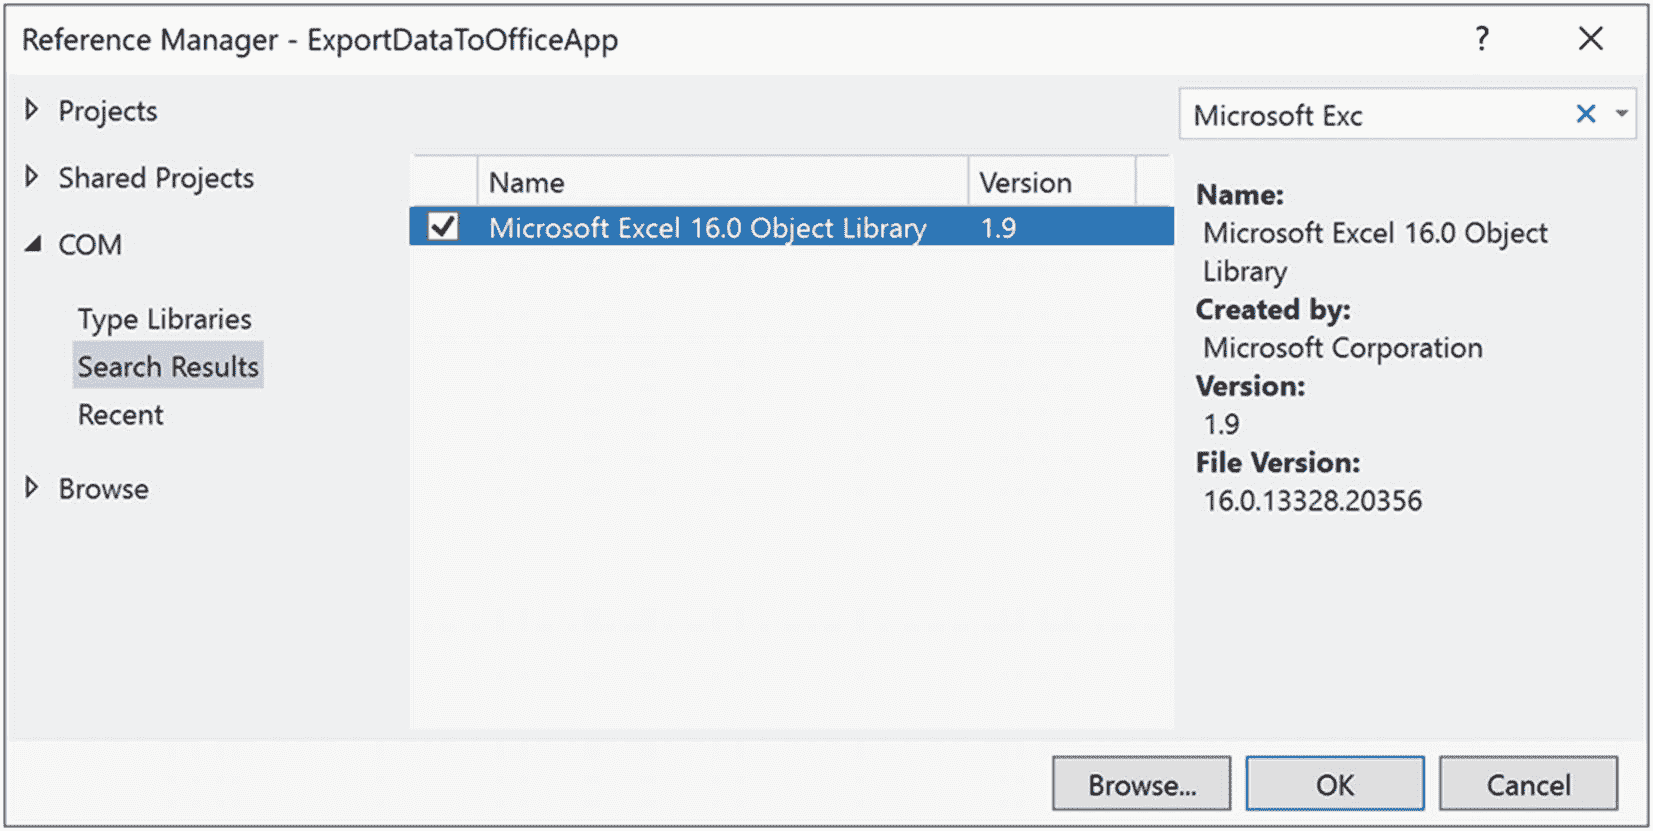 Reference Manager - ExportDataToOfficeApp
?
Projects
Shared Projects
COM
Type Libraries
Search Results
Recent
Browse
Name Version
Microsoft Excel 16.0 Object Library 1.9
Microsoft Exc
Name:
Microsoft Excel 16.0 Object
Library
Created by:
Microsoft Corporation
Version:
1.9
File Version:
16.0.13328.20356
Browse... OK Cancel